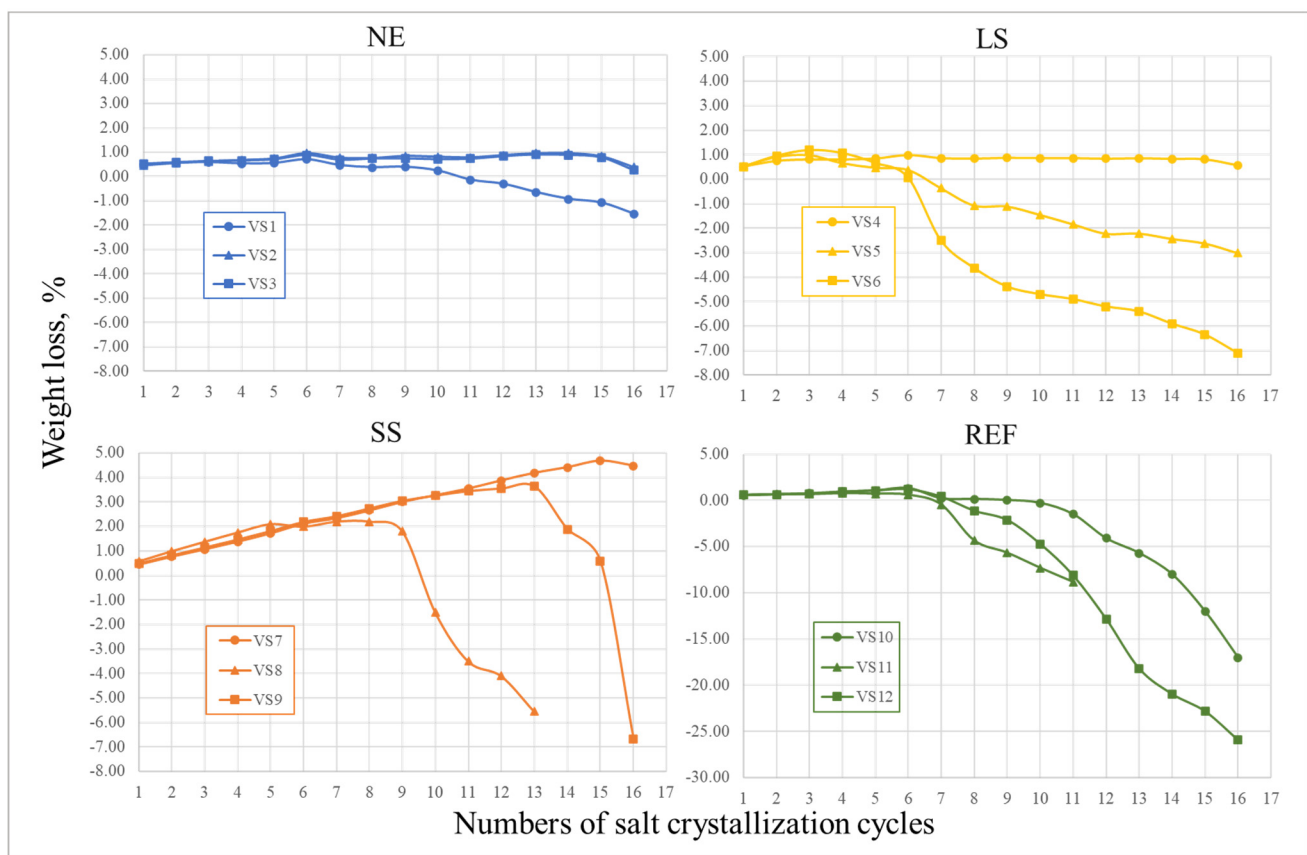 NE
5.00
4.00
3.00
2.00
1.00
0.00
-1.00
-2.00
-3.00
-4.00
-5.00
-6.00
-7.00
-8.00
VS1
VS2
VS3
1 2 3 4 5 6 7 8 9 10 11 12 13 14 15 16 17
LS
5.00
4.00
3.00
2.00
1.00
0.00
-1.00
-2.00
-3.00
-4.00
-5.00
-6.00
-7.00
-8.00
VS4
VS5
VS6
1 2 3 4 5 6 7 8 9 10 11 12 13 14 15 16 17
Weight loss, %
SS
5.00
4.00
3.00
2.00
1.00
0.00
-1.00
-2.00
-3.00
-4.00
-5.00
-6.00
-7.00
-8.00
VS7
VS8
VS9
1 2 3 4 5 6 7 8 9 10 11 12 13 14 15 16 17
REF
5.00
0.00
-5.00
-10.00
-15.00
-20.00
-25.00
-30.00
VS10
VS11
VS12
1 2 3 4 5 6 7 8 9 10 11 12 13 14 15 16 17
Numbers of salt crystallization cycles